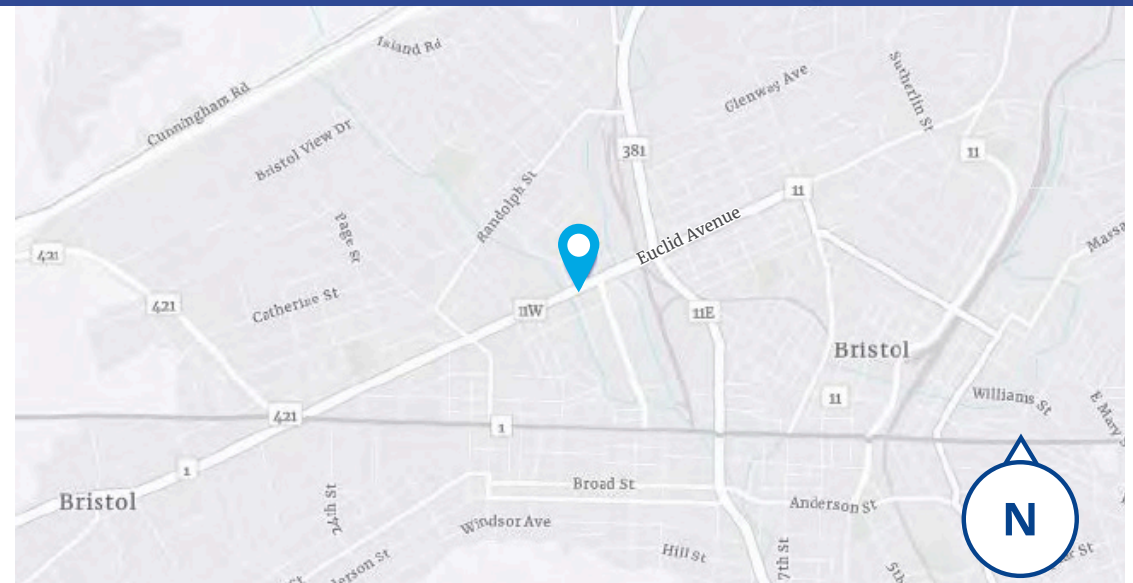 Island Rd
Cunningham Rd
Glenway Ave
Sutherlin St
Bristol View Dr
381
11
Randolph St
11
Page St
Euclid Avenue
421
421
Catherine St
11W
11E
Bristol
Williams St
11
421
1
1
Bristol
24th St
Broad St
Windsor Ave
Anderson St
Hill St
7th St
N